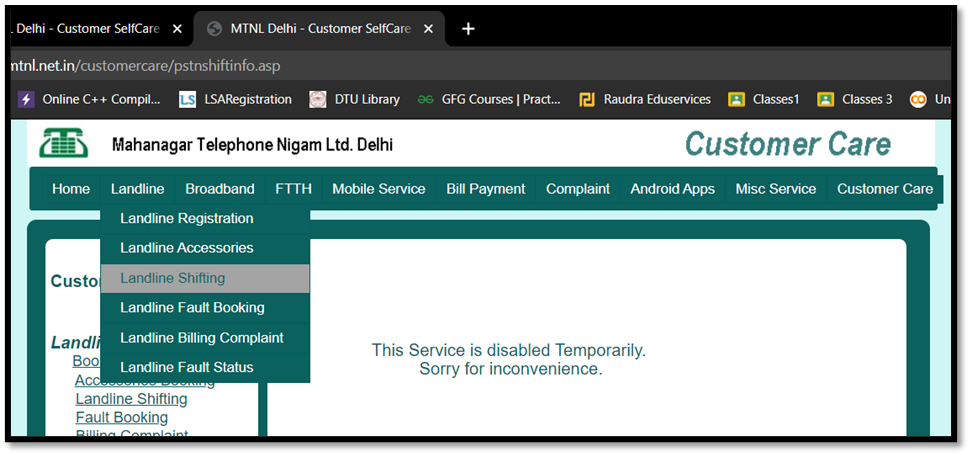 L Delhi - Customer SelfCare
MTNL Delhi - Customer SelfCare
mtnl.net.in/customercare/pstnshiftinfo.asp
Online C++ Compil... LSARegistration DTU Library GFG Courses | Pract... Raudra Eduservices Classes1 Classes 3 Un
Mahanagar Telephone Nigam Ltd. Delhi
Customer Care
Home Landline Broadband FTTH Mobile Service Bill Payment Complaint Android Apps Misc Service Customer Care
Landline Registration
Landline Accessories
Landline Shifting
Landline Fault Booking
Landline Billing Complaint
Landline Fault Status
Custo
Landli
Boo
Accessories Booking
Landline Shifting
Fault Booking
Billing Complaint
This Service is disabled Temporarily.
Sorry for inconvenience.